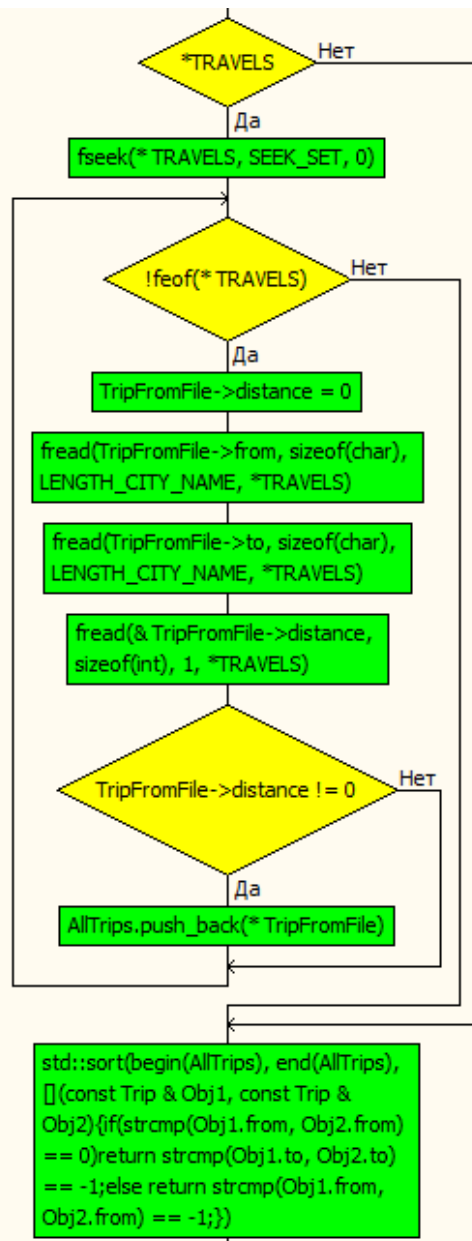 *TRAVELS
Нет
Да
fseek(* TRAVELS, SEEK_SET, 0)
!feof(* TRAVELS)
Нет
Да
TripFromFile->distance = 0
fread(TripFromFile->from, sizeof(char),
LENGTH_CITY_NAME, *TRAVELS)
fread(TripFromFile->to, sizeof(char),
LENGTH_CITY_NAME, *TRAVELS)
fread(& TripFromFile->distance,
sizeof(int), 1, *TRAVELS)
TripFromFile->distance != 0
Нет
Да
AllTrips.push_back(* TripFromFile)
std::sort(begin(AllTrips), end(AllTrips),
[](const Trip & Obj1, const Trip &
Obj2){if(strcmp(Obj1.from, Obj2.from)
== 0)return strcmp(Obj1.to, Obj2.to)
== -1;else return strcmp(Obj1.from,
Obj2.from) == -1;})